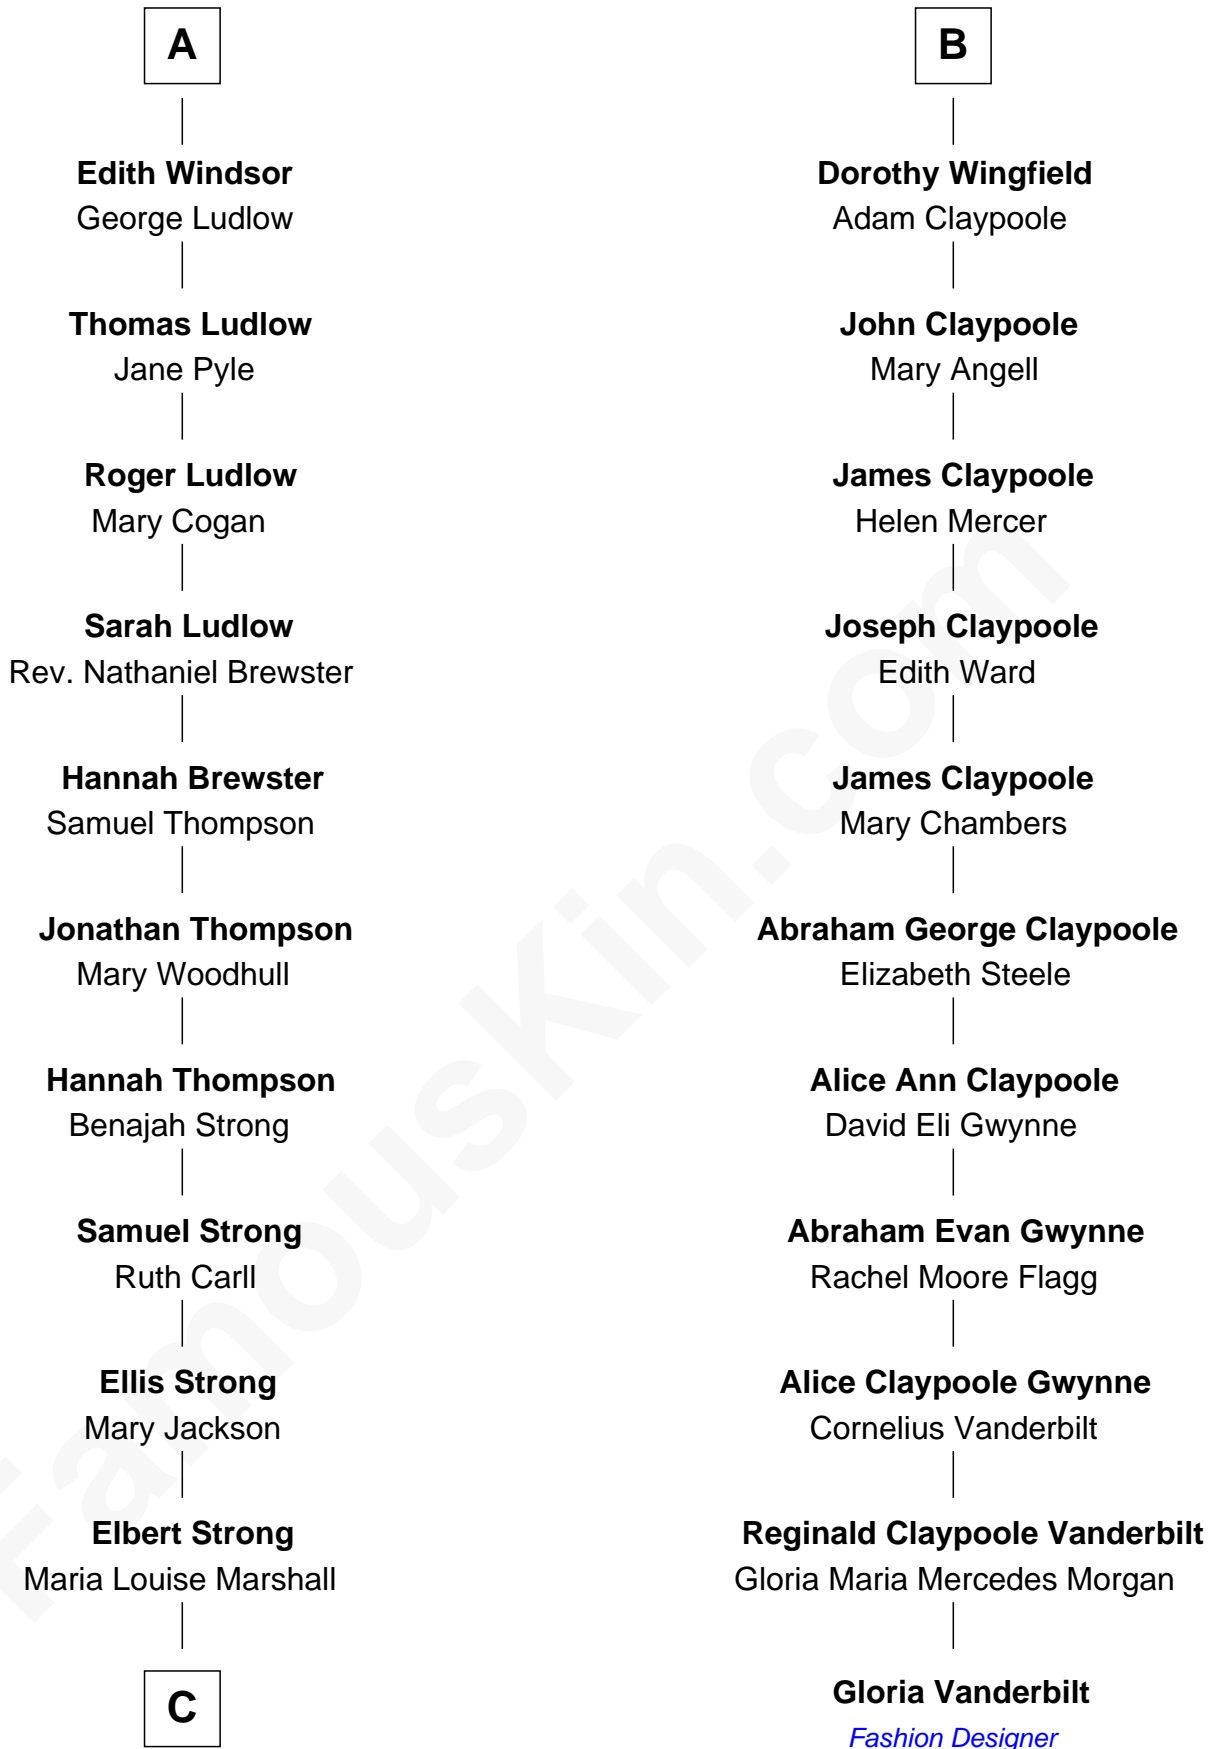 A
Edith Windsor
George Ludlow
Thomas Ludlow
Jane Pyle
Roger Ludlow
Mary Cogan
Sarah Ludlow
Rev. Nathaniel Brewster
Hannah Brewster
Samuel Thompson
Jonathan Thompson
Mary Woodhull
Hannah Thompson
Benajah Strong
Samuel Strong
Ruth Carll
Ellis Strong
Mary Jackson
Elbert Strong
Maria Louise Marshall
C
B
Dorothy Wingfield
Adam Claypoole
John Claypoole
Mary Angell
James Claypoole
Helen Mercer
Joseph Claypoole
Edith Ward
James Claypoole
Mary Chambers
Abraham George Claypoole
Elizabeth Steele
Alice Ann Claypoole
David Eli Gwynne
Abraham Evan Gwynne
Rachel Moore Flagg
Alice Claypoole Gwynne
Cornelius Vanderbilt
Reginald Claypoole Vanderbilt
Gloria Maria Mercedes Morgan
Gloria Vanderbilt
Fashion Designer
FamousKin.com